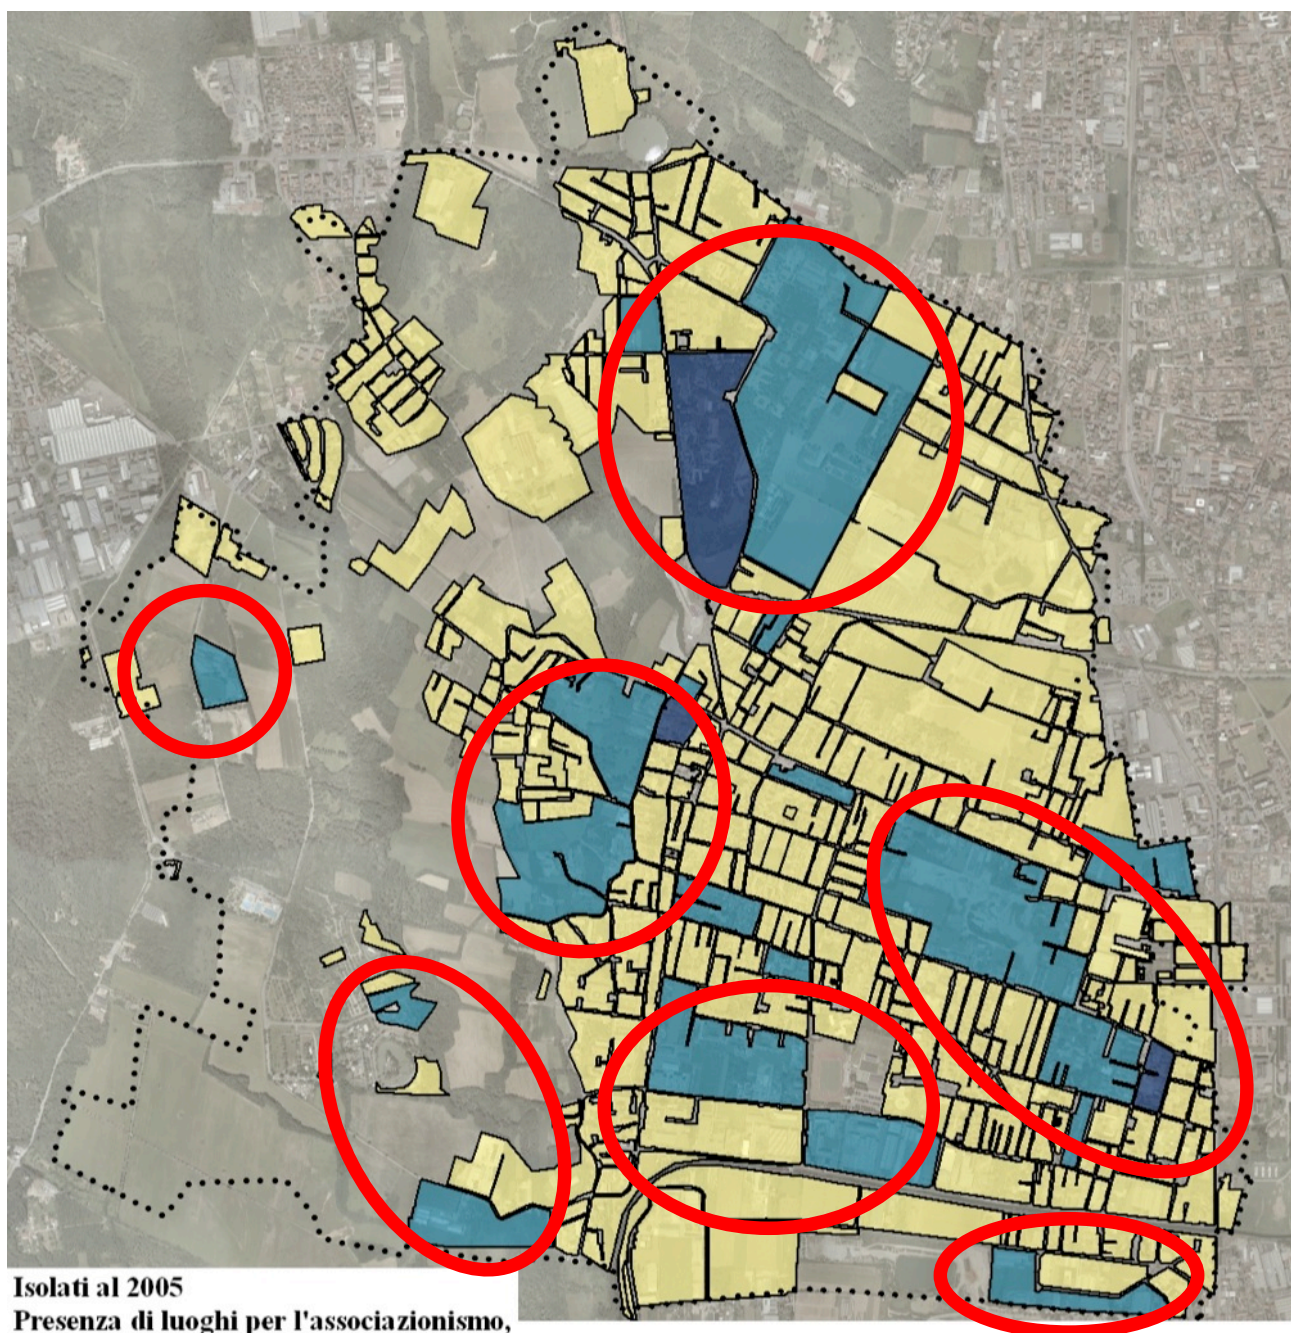 Isolati al 2005
Presenza di luoghi per l'associazionismo,